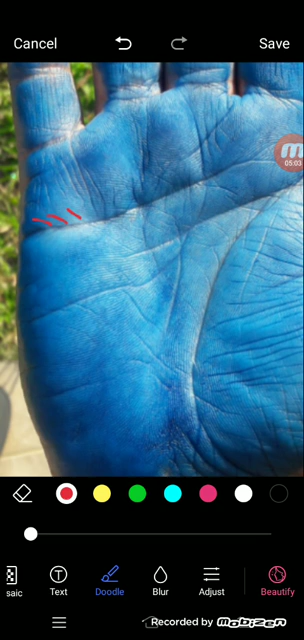 Cancel
Save
m
05:03
saic
Text
Doodle
Blur
Adjust
Beautify
Recorded by mobizen